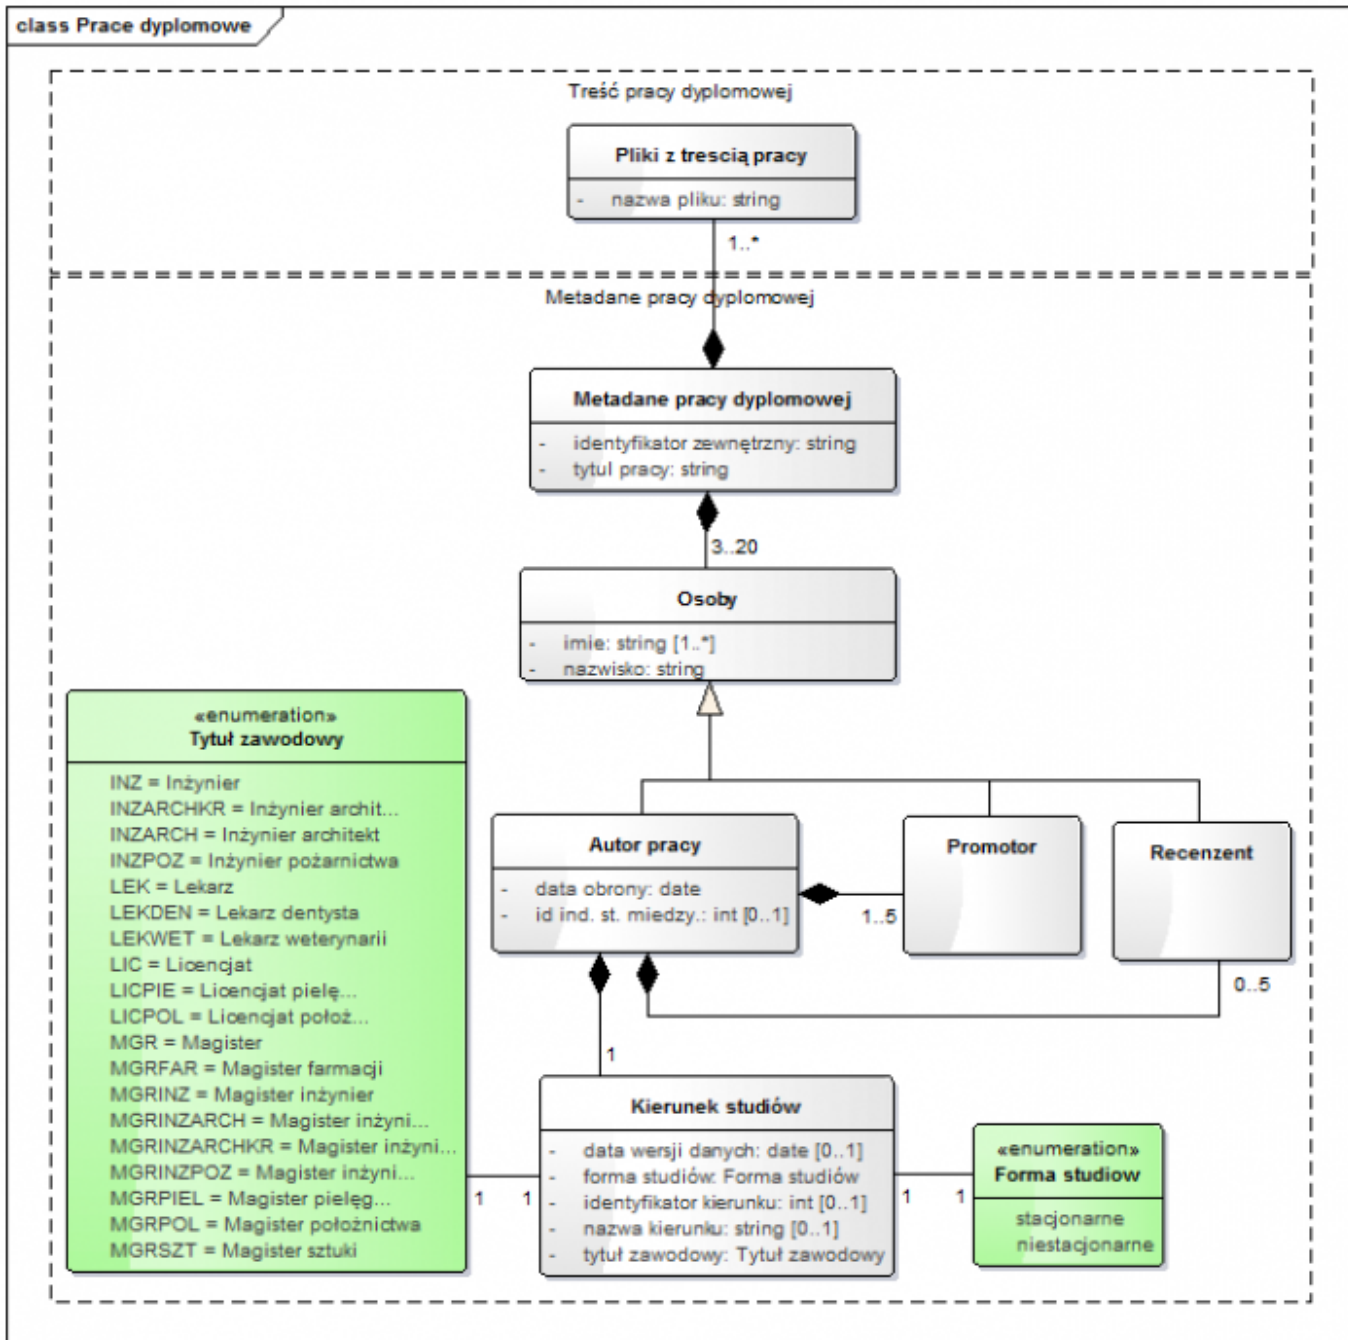 class Prace dyplomowe
Treść pracy dyplomowej
Pliki z trescią pracy
- nazwa pliku: string
1..*
Metadane pracy dyplomowej
Metadane pracy dyplomowej
- identyfikator zewnętrzny: string
- tytul pracy: string
3..20
Osoby
- imie: string [1..*]
- nazwisko: string
«enumeration»
Tytuł zawodowy
INZ = Inżynier
INZARCHKR = Inżynier archit...
INZARCH = Inżynier architekt
INZPOZ = Inżynier pożarnictwa
LEK = Lekarz
LEKDEN = Lekarz dentysta
LEKWET = Lekarz weterynarii
LIC = Licencjat
LICPIE = Licencjat pielę...
LICPOL = Licencjat położ...
MGR = Magister
MGRFAR = Magister farmacji
MGRINZ = Magister inżynier
MGRINZARCH = Magister inżyni...
MGRINZARCHKR = Magister inżyni...
MGRINZPOZ = Magister inżyni...
MGRPIEL = Magister pielęg...
MGRPOL = Magister położnictwa
MGRSZT = Magister sztuki
Autor pracy
- data obrony: date
- id ind. st. miedzy.: int [0..1]
1..5
Promotor
Recenzent
0..5
1
Kierunek studiów
- data wersji danych: date [0..1]
- forma studiów: Forma studiów
- identyfikator kierunku: int [0..1]
- nazwa kierunku: string [0..1]
- tytuł zawodowy: Tytuł zawodowy
1 1
1 1
«enumeration»
Forma studiow
stacjonarne
niestacjonarne